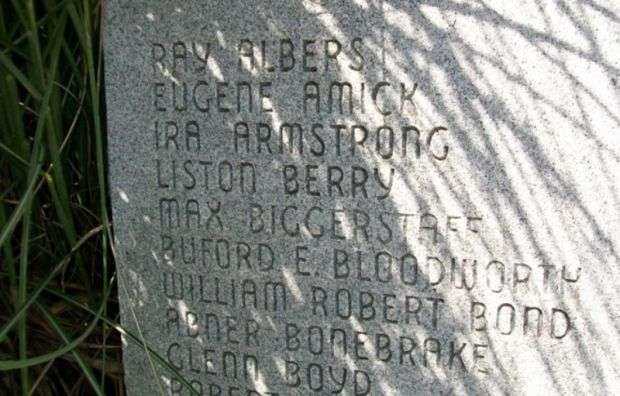 RAY ALBERS
EUGENE AMICK
IRA ARMSTRONG
LISTON BERRY
MAX BIGGERSTAFF
BUFORD E. BLOODWORTH
WILLIAM ROBERT BOND
ABNER BONEBRAKE
GLENN BOYD
ROBERT